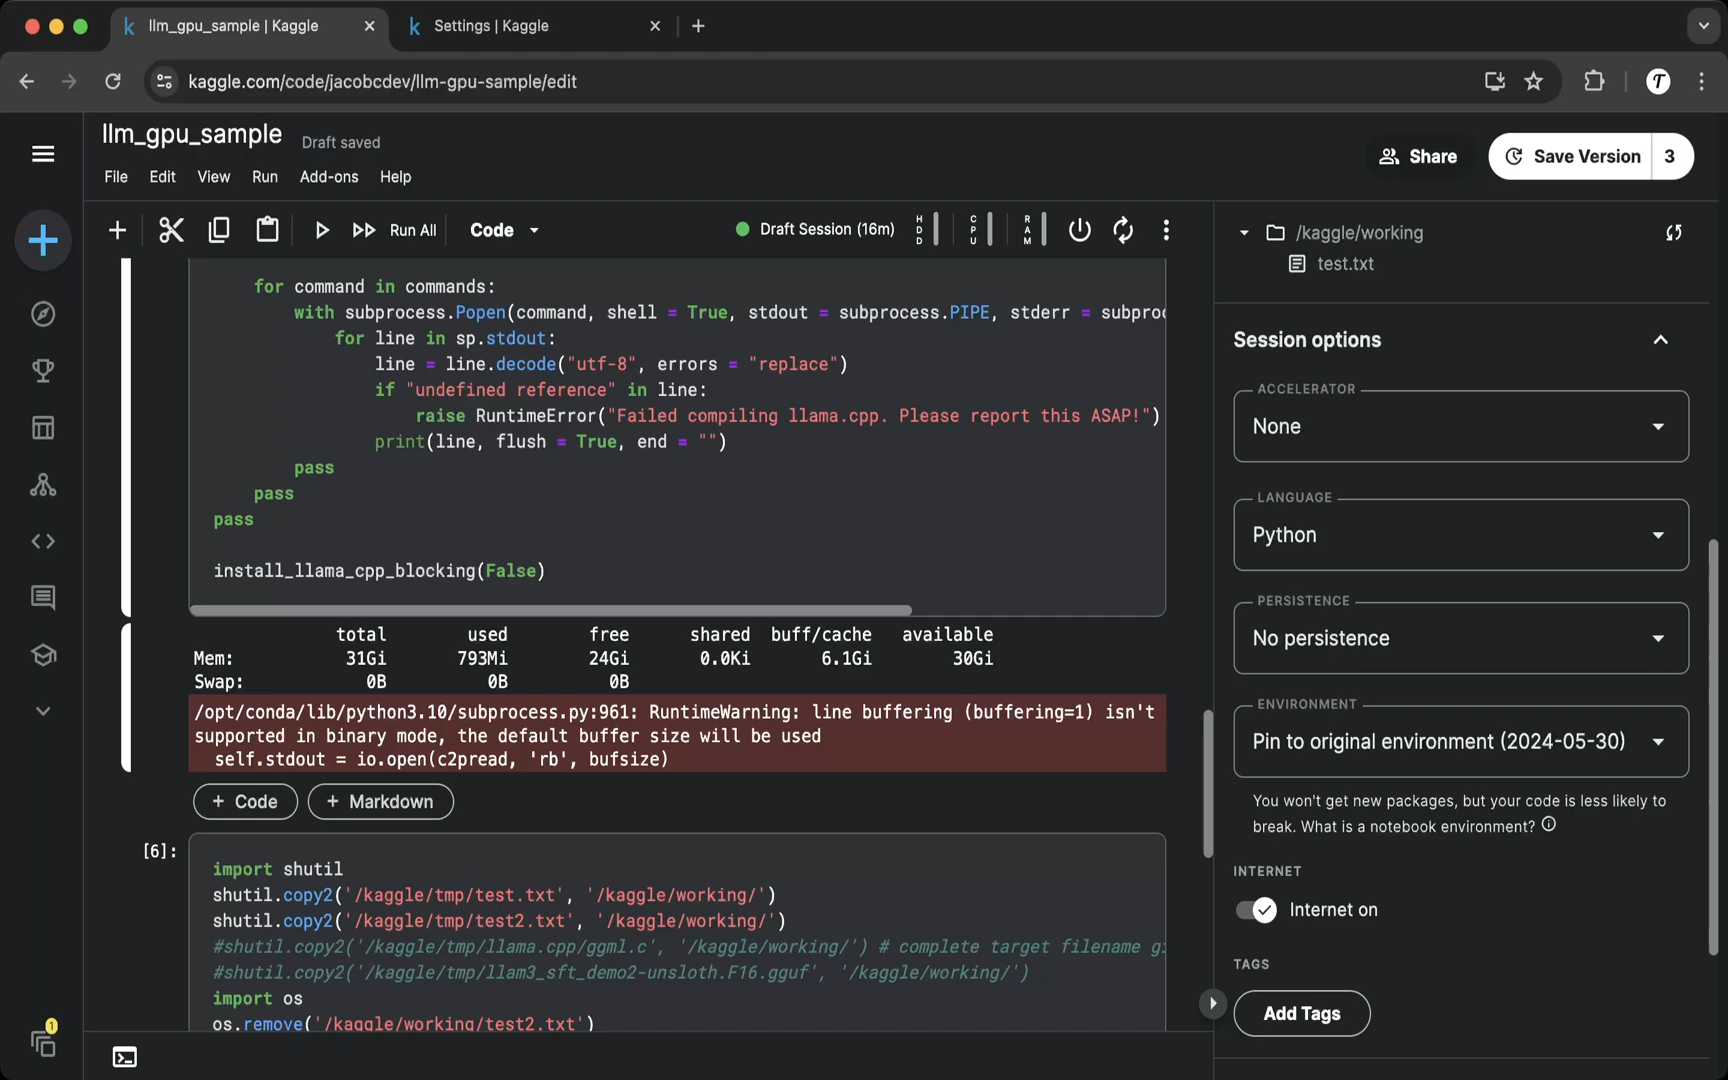 llm_gpu_sample | Kaggle
Settings | Kaggle
kaggle.com/code/jacobcdev/llm-gpu-sample/edit
T
llm_gpu_sample
Draft saved
File Edit View Run Add-ons Help
Share
Save Version 3
Run All
Code
Draft Session (16m)
HDD
CPU
RAM
for command in commands:
with subprocess.Popen(command, shell = True, stdout = subprocess.PIPE, stderr = subproc
for line in sp.stdout:
line = line.decode("utf-8", errors = "replace")
if "undefined reference" in line:
raise RuntimeError("Failed compiling llama.cpp. Please report this ASAP!")
print(line, flush = True, end = "")
pass
pass
pass
install_llama_cpp_blocking(False)
total used free shared buff/cache available
Mem: 31Gi 793Mi 24Gi 0.0Ki 6.1Gi 30Gi
Swap: 0B 0B 0B
/opt/conda/lib/python3.10/subprocess.py:961: RuntimeWarning: line buffering (buffering=1) isn't
supported in binary mode, the default buffer size will be used
self.stdout = io.open(c2pread, 'rb', bufsize)
+ Code
+ Markdown
[6]:
import shutil
shutil.copy2('/kaggle/tmp/test.txt', '/kaggle/working/')
shutil.copy2('/kaggle/tmp/test2.txt', '/kaggle/working/')
#shutil.copy2('/kaggle/tmp/llama.cpp/ggml.c', '/kaggle/working/') # complete target filename gi
#shutil.copy2('/kaggle/tmp/llam3_sft_demo2-unsloth.F16.gguf', '/kaggle/working/')
import os
os.remove('/kaggle/working/test2.txt')
/kaggle/working
test.txt
Session options
ACCELERATOR
None
LANGUAGE
Python
PERSISTENCE
No persistence
ENVIRONMENT
Pin to original environment (2024-05-30)
You won't get new packages, but your code is less likely to
break. What is a notebook environment?
INTERNET
Internet on
TAGS
Add Tags
1